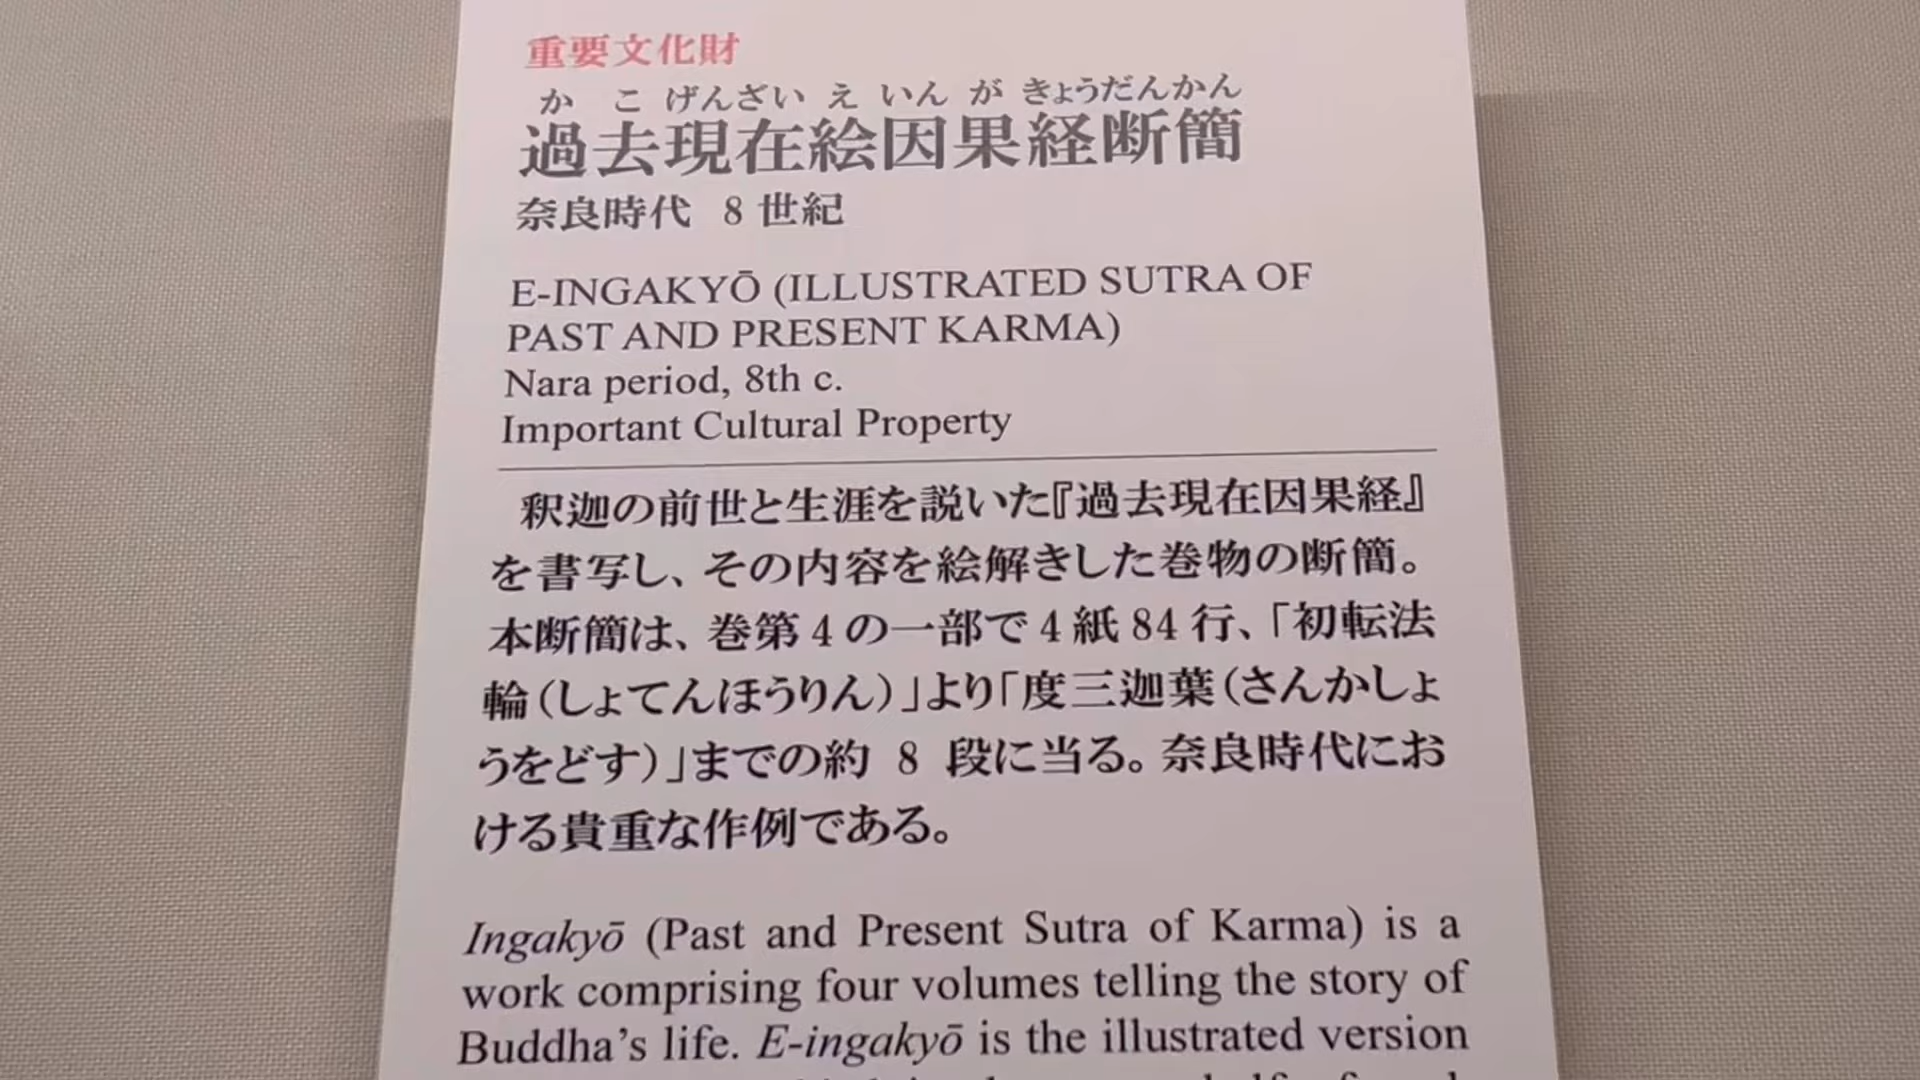 重要文化財
かこげんざいえいんがきょうだんかん
過去現在絵因果経断簡
奈良時代 8世紀
E-INGAKYŌ (ILLUSTRATED SUTRA OF
PAST AND PRESENT KARMA)
Nara period, 8th c.
Important Cultural Property
釈迦の前世と生涯を説いた『過去現在因果経』
を書写し、その内容を絵解きした巻物の断簡。
本断簡は、巻第4の一部で4紙84行、「初転法
輪(しょてんほうりん)」より「度三迦葉(さんかしょ
うをどす)」までの約 8 段に当る。奈良時代にお
ける貴重な作例である。
Ingakyō (Past and Present Sutra of Karma) is a
work comprising four volumes telling the story of
Buddha's life. E-ingakyō is the illustrated version